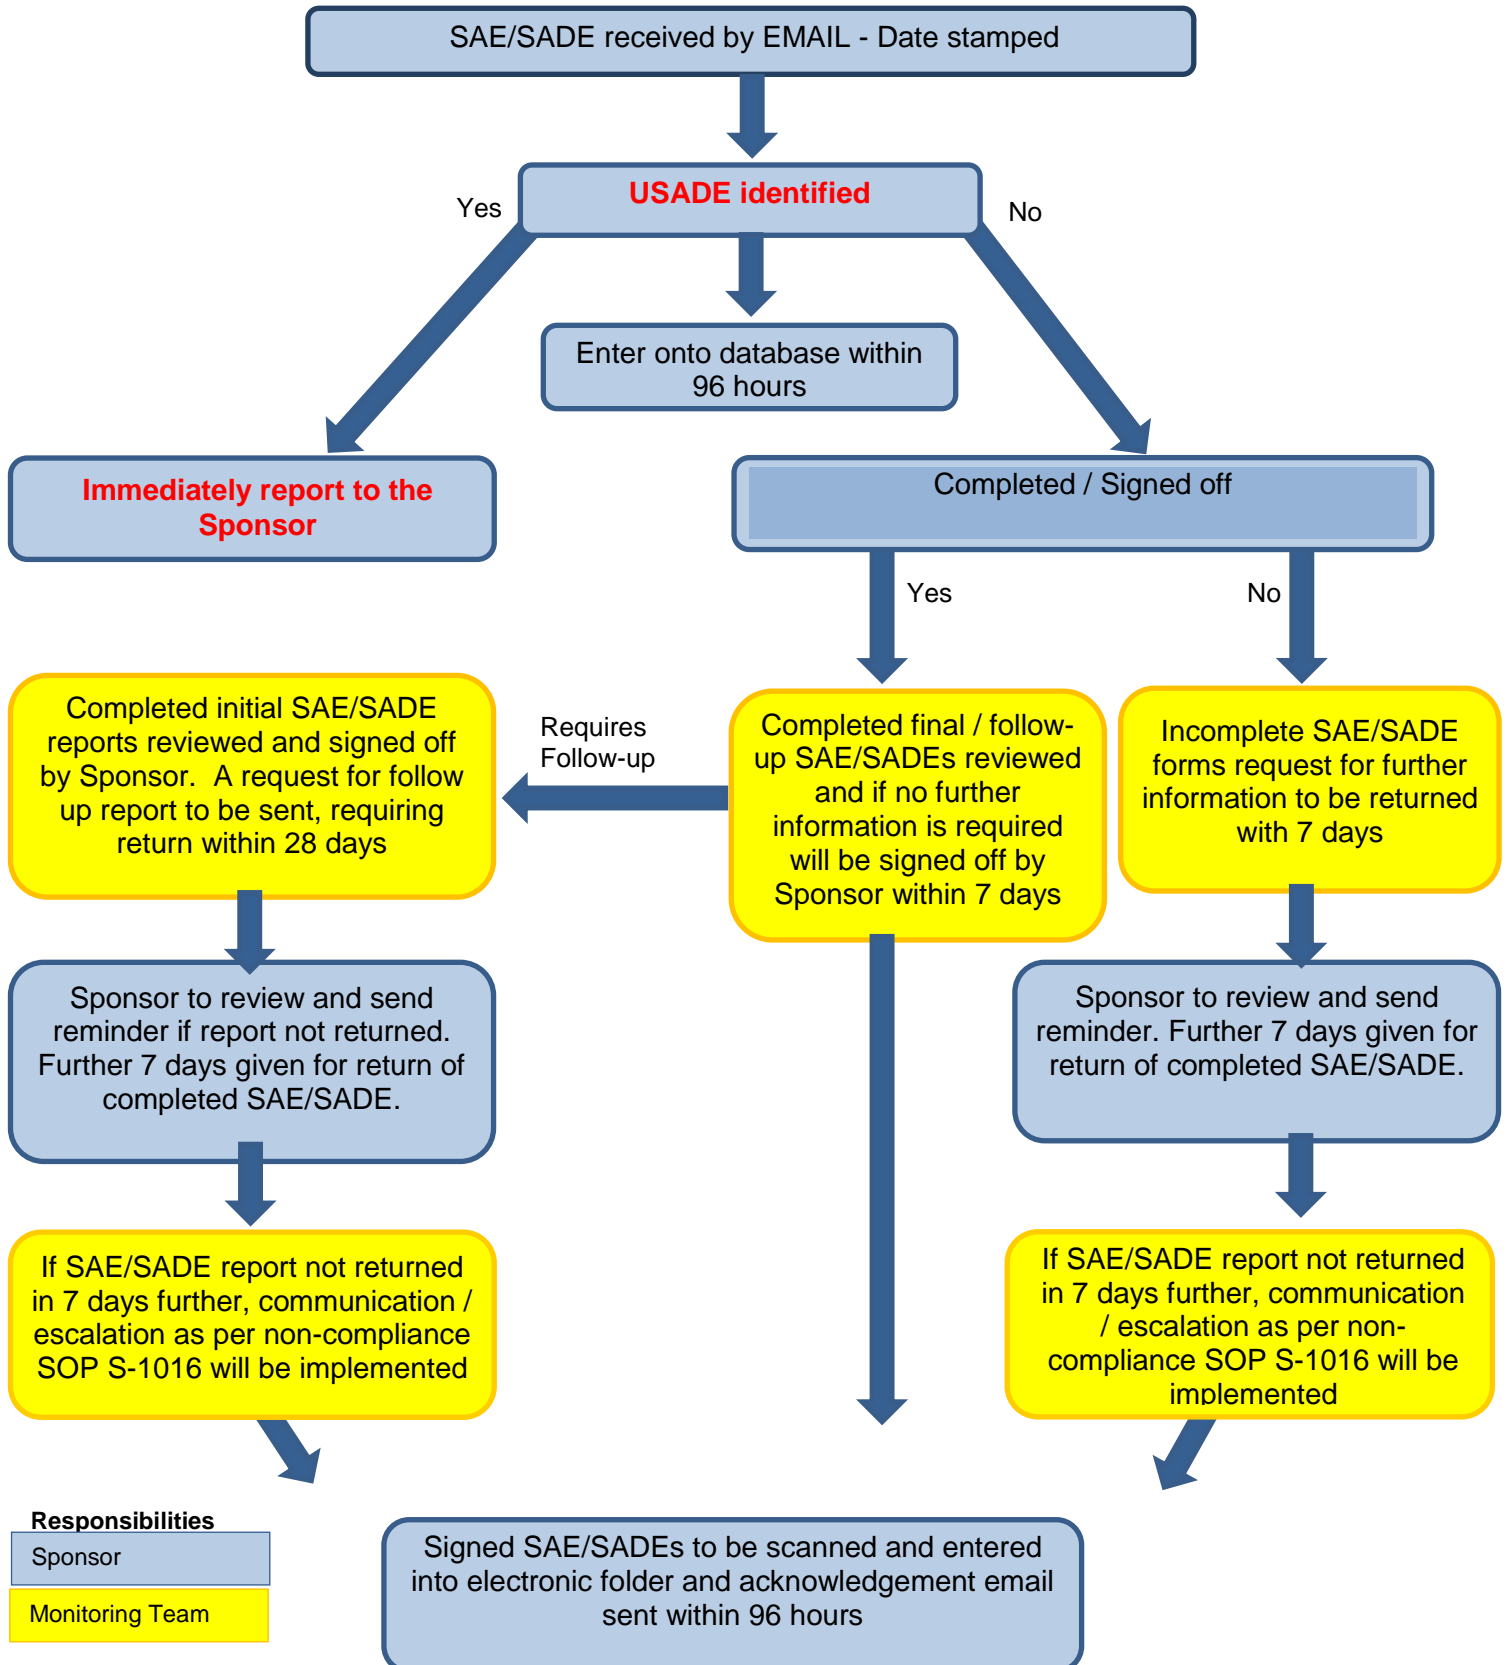 SAE/SADE received by EMAIL - Date stamped
Yes
USADE identified
No
Enter onto database within
96 hours
Immediately report to the
Sponsor
Completed / Signed off
Yes
No
Completed initial SAE/SADE
reports reviewed and signed off
by Sponsor.  A request for follow
up report to be sent, requiring
return within 28 days
Requires
Follow-up
Completed final / follow-
up SAE/SADEs reviewed
and if no further
information is required
will be signed off by
Sponsor within 7 days
Incomplete SAE/SADE
forms request for further
information to be returned
with 7 days
Sponsor to review and send
reminder if report not returned.
Further 7 days given for return of
completed SAE/SADE.
Sponsor to review and send
reminder. Further 7 days given for
return of completed SAE/SADE.
If SAE/SADE report not returned
in 7 days further, communication /
escalation as per non-compliance
SOP S-1016 will be implemented
If SAE/SADE report not returned
in 7 days further, communication
/ escalation as per non-
compliance SOP S-1016 will be
implemented
Responsibilities
Sponsor
Monitoring Team
Signed SAE/SADEs to be scanned and entered
into electronic folder and acknowledgement email
sent within 96 hours